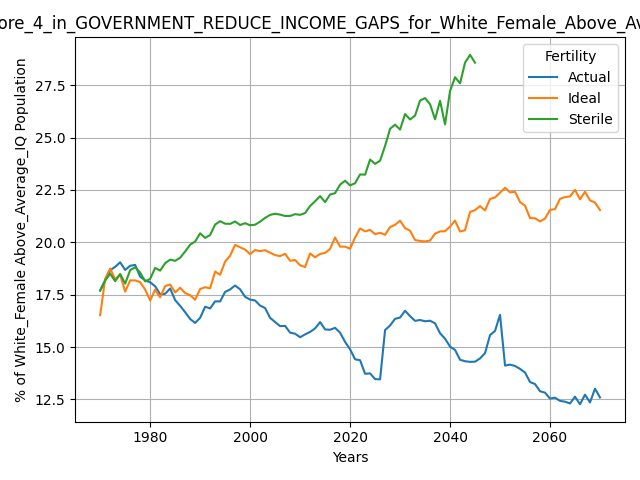 ore_4_in_GOVERNMENT_REDUCE_INCOME_GAPS_for_White_Female_Above_Av
% of White_Female Above_Average_IQ Population
27.5
25.0
22.5
20.0
17.5
15.0
12.5
1980
2000
2020
2040
2060
Years
Fertility
Actual
Ideal
Sterile